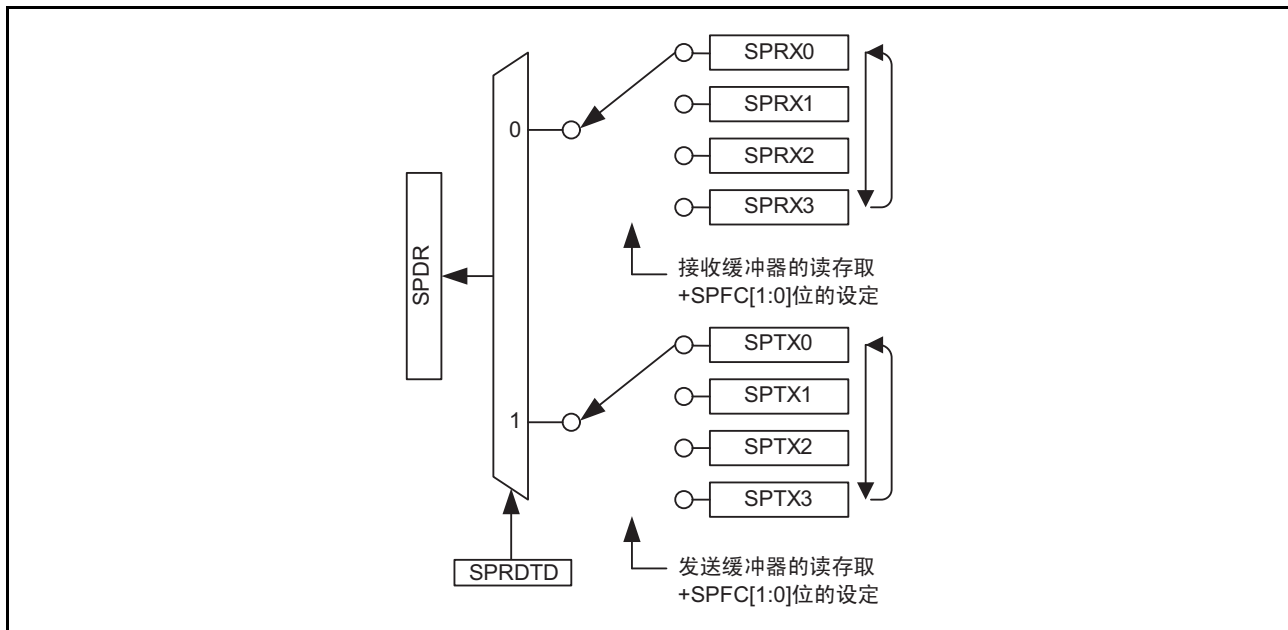 SPRX0
SPRX1
0
SPRX2
SPRX3
SPDR
接收缓冲器的读存取
+SPFC[1:0]位的设定
SPTX0
SPTX1
1
SPTX2
SPTX3
SPRDTD
发送缓冲器的读存取
+SPFC[1:0]位的设定